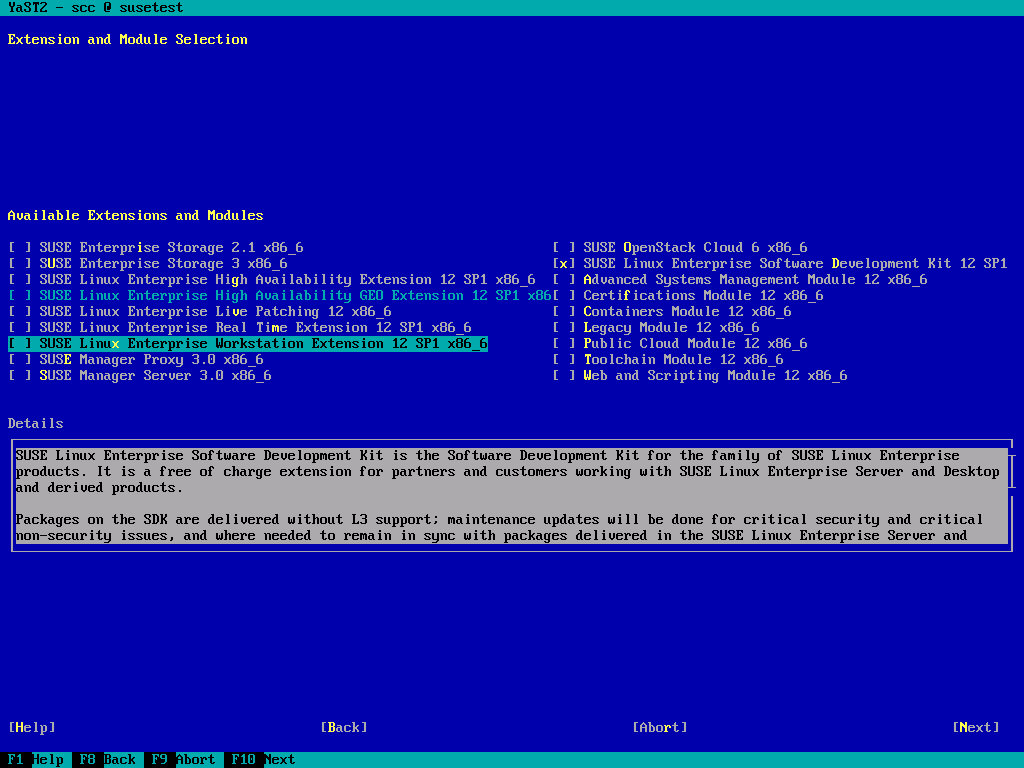 YaST2 - scc @ susetest
Extension and Module Selection
Available Extensions and Modules
[ ] SUSE Enterprise Storage 2.1 x86_6
[ ] SUSE Enterprise Storage 3 x86_6
[ ] SUSE Linux Enterprise High Availability Extension 12 SP1 x86_6
[ ] SUSE Linux Enterprise High Availability GEO Extension 12 SP1 x86
[ ] SUSE Linux Enterprise Live Patching 12 x86_6
[ ] SUSE Linux Enterprise Real Time Extension 12 SP1 x86_6
[ ] SUSE Linux Enterprise Workstation Extension 12 SP1 x86_6
[ ] SUSE Manager Proxy 3.0 x86_6
[ ] SUSE Manager Server 3.0 x86_6
[ ] SUSE OpenStack Cloud 6 x86_6
[x] SUSE Linux Enterprise Software Development Kit 12 SP1
[ ] Advanced Systems Management Module 12 x86_6
[ ] Certifications Module 12 x86_6
[ ] Containers Module 12 x86_6
[ ] Legacy Module 12 x86_6
[ ] Public Cloud Module 12 x86_6
[ ] Toolchain Module 12 x86_6
[ ] Web and Scripting Module 12 x86_6
Details
SUSE Linux Enterprise Software Development Kit is the Software Development Kit for the family of SUSE Linux Enterprise
products. It is a free of charge extension for partners and customers working with SUSE Linux Enterprise Server and Desktop
and derived products.
Packages on the SDK are delivered without L3 support; maintenance updates will be done for critical security and critical
non-security issues, and where needed to remain in sync with packages delivered in the SUSE Linux Enterprise Server and
[Help] [Back] [Abort] [Next]
F1 Help F8 Back F9 Abort F10 Next